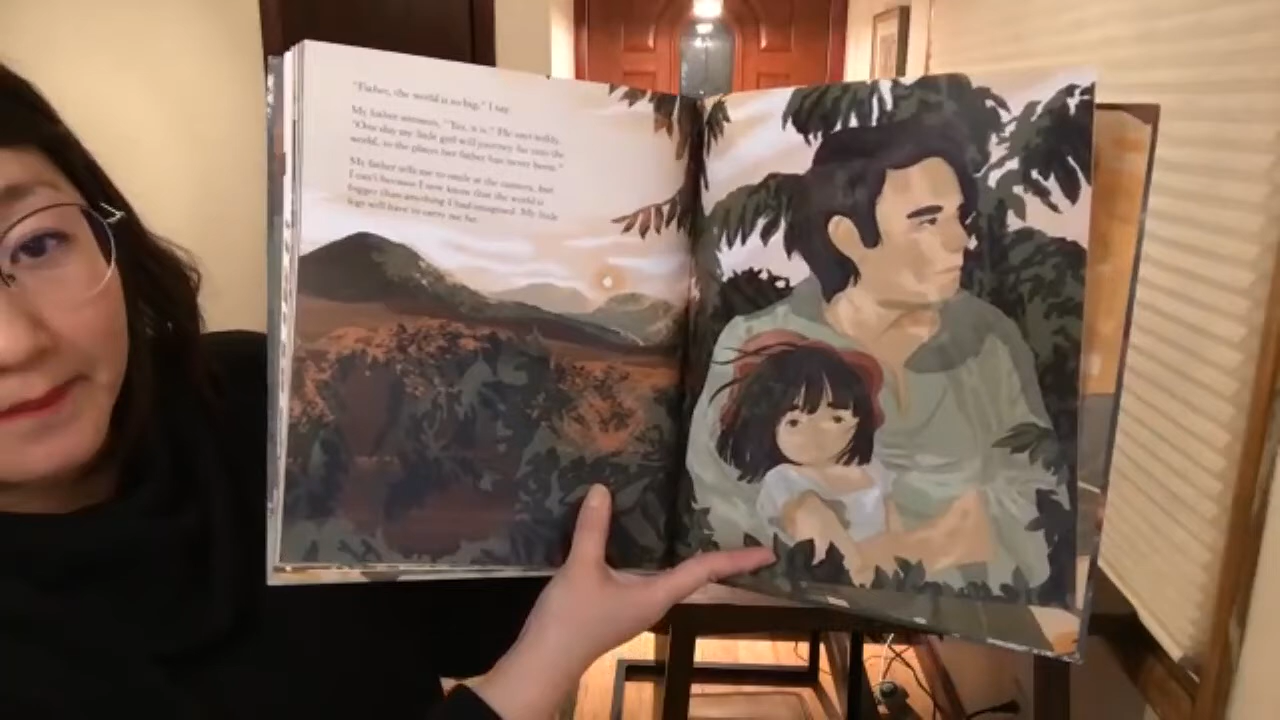 "Father, the world is so big," I say.
My father answers, "Yes, it is." He says softly,
"One day my little girl will journey far into the
world, to the places her father has never been."
My father tells me to smile at the camera, but
I can't because I now know that the world is
bigger than anything I had imagined. My little
legs will have to carry me far.